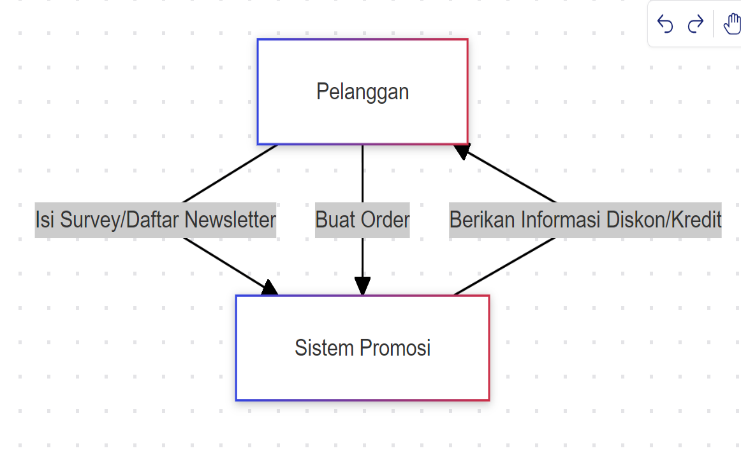 Pelanggan
Isi Survey/Daftar Newsletter
Buat Order
Berikan Informasi Diskon/Kredit
Sistem Promosi